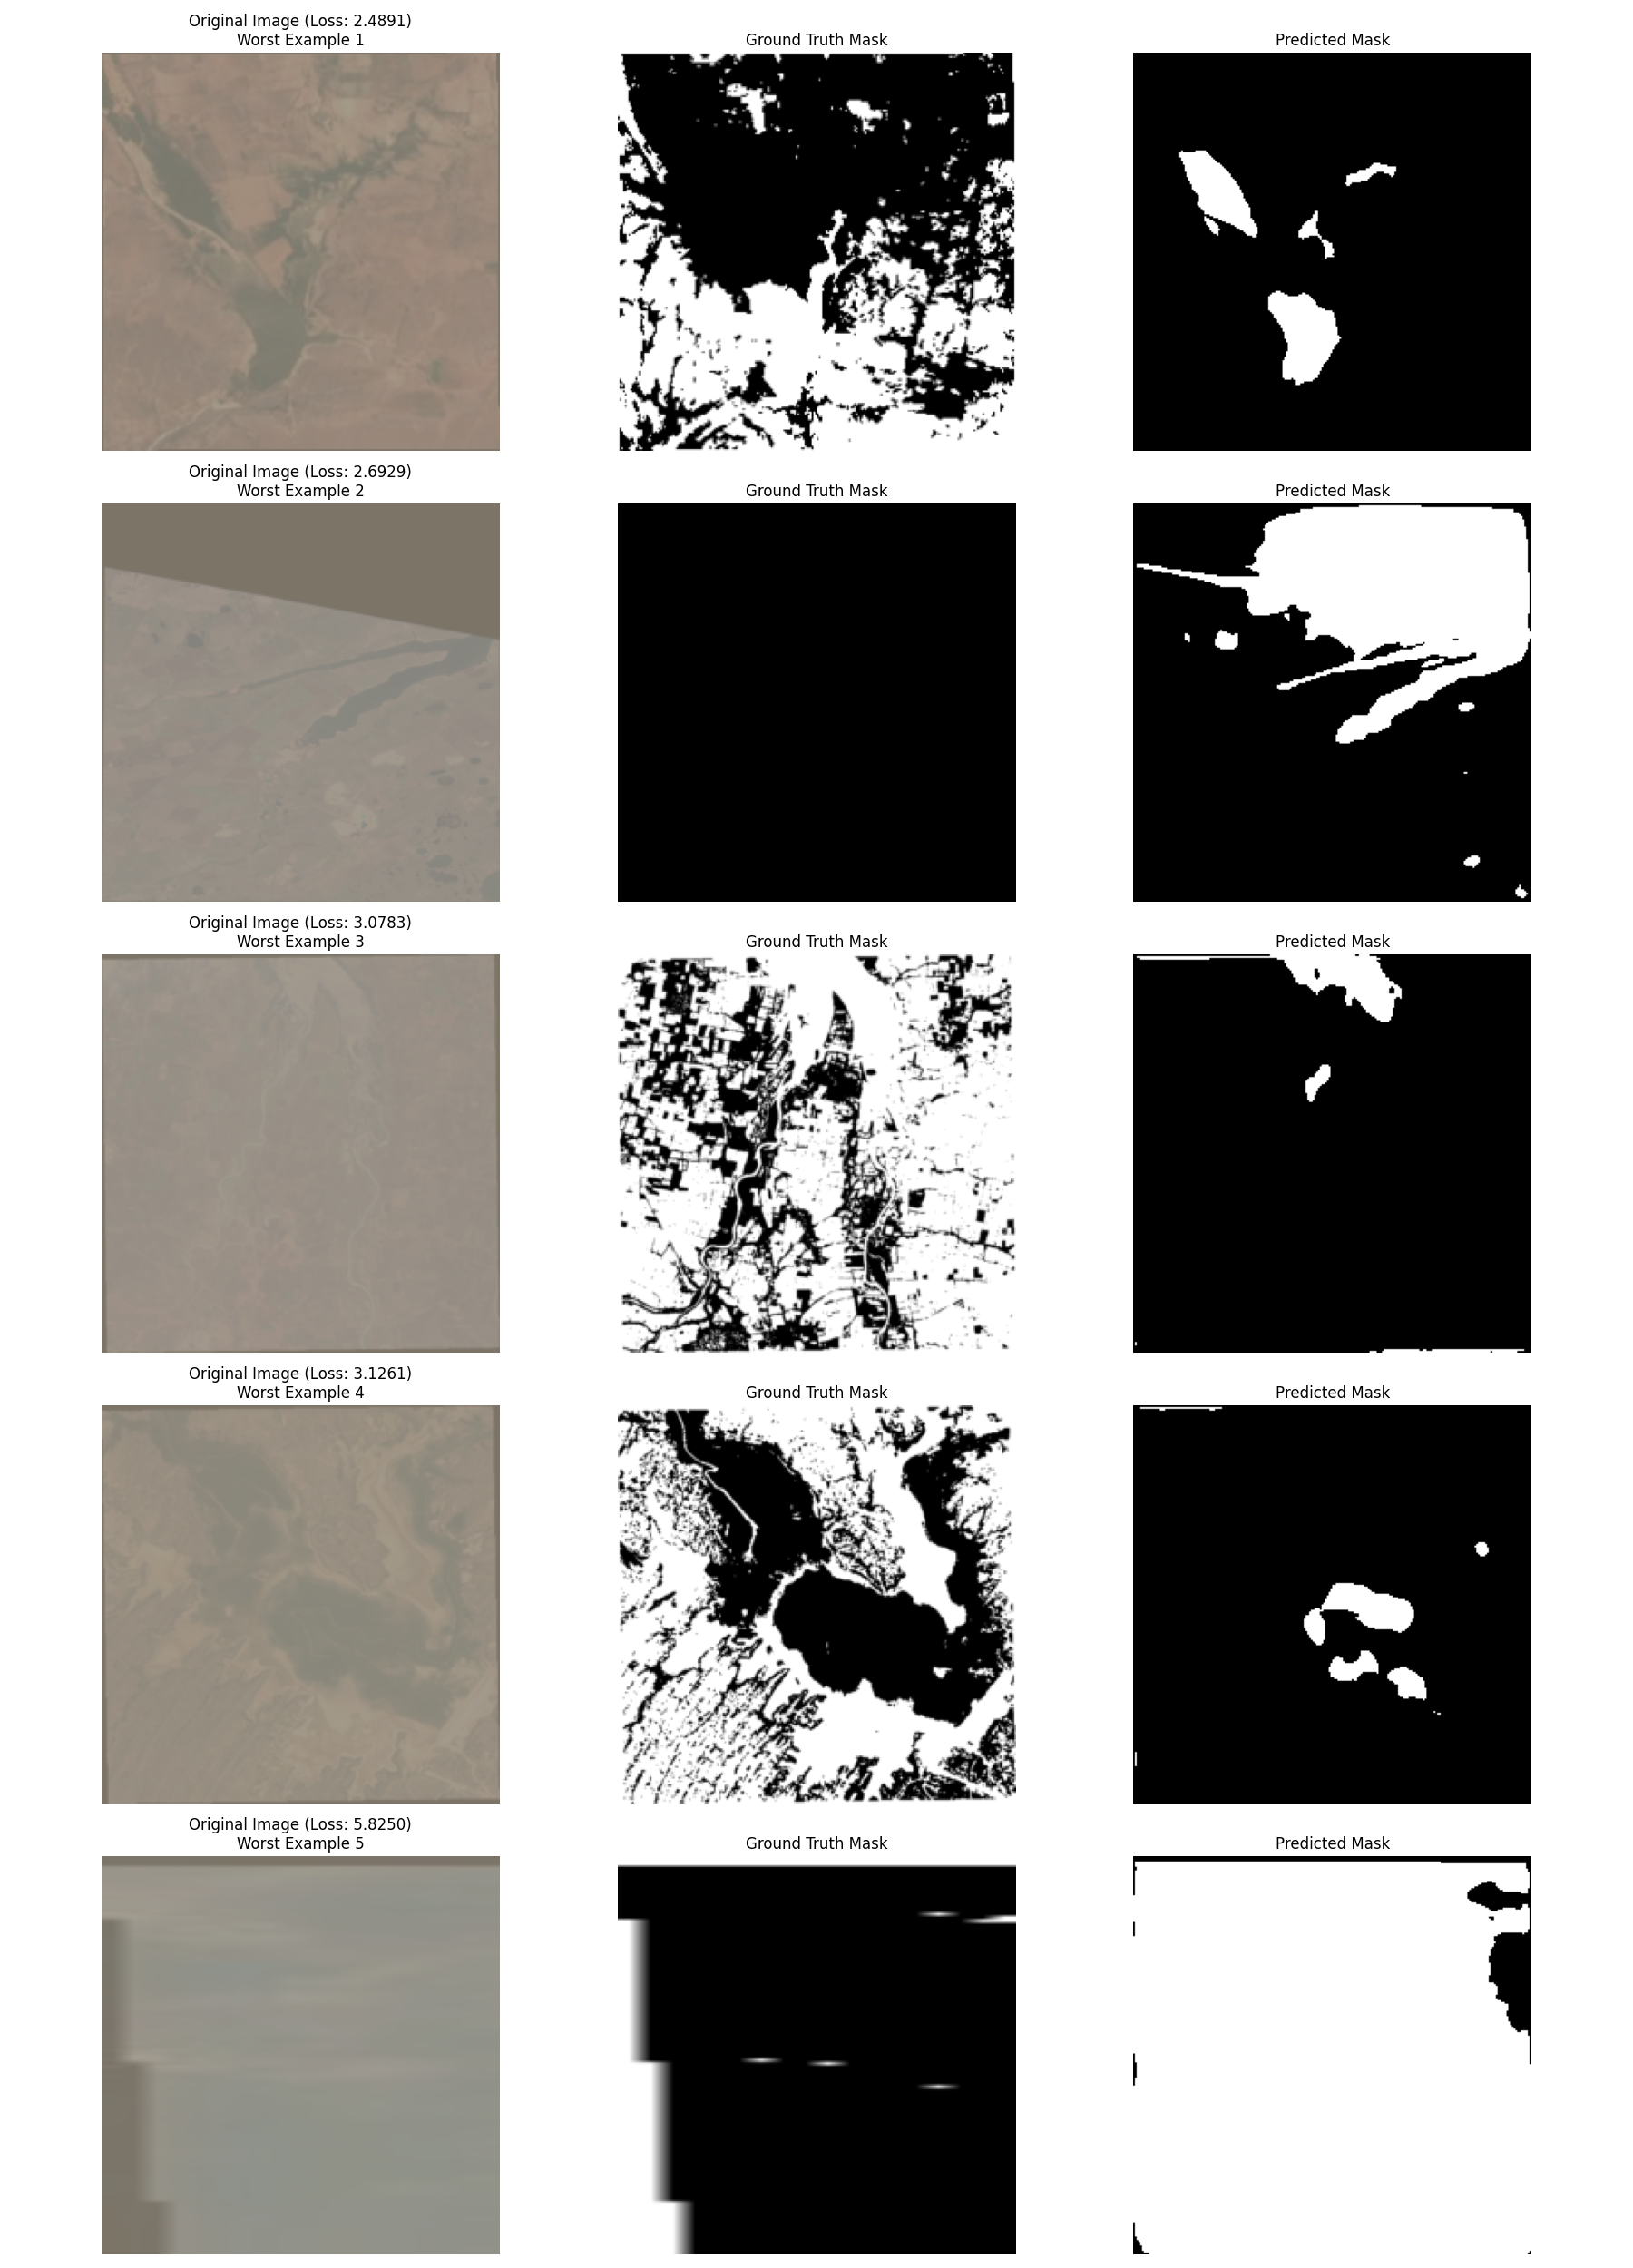 Original Image (Loss: 2.4891)
Worst Example 1
Ground Truth Mask
Predicted Mask
Original Image (Loss: 2.6929)
Worst Example 2
Ground Truth Mask
Predicted Mask
Original Image (Loss: 3.0783)
Worst Example 3
Ground Truth Mask
Predicted Mask
Original Image (Loss: 3.1261)
Worst Example 4
Ground Truth Mask
Predicted Mask
Original Image (Loss: 5.8250)
Worst Example 5
Ground Truth Mask
Predicted Mask